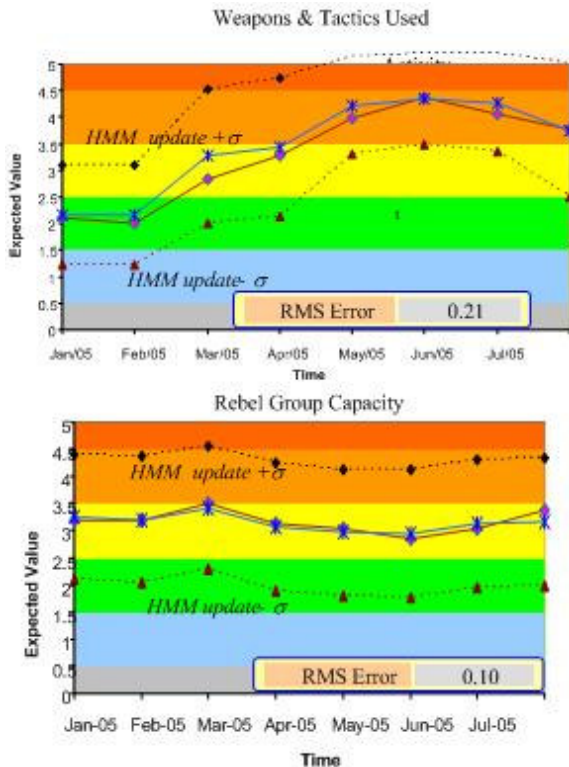 Weapons & Tactics Used
5
4.5
4
3.5
3
2.5
2
1.5
1
0.5
0
Expected Value
HMM update +σ
HMM update- σ
RMS Error 0.21
Jan/05 Feb/05 Mar/05 Apr/05 May/05 Jun/05 Jul/05
Time
Rebel Group Capacity
5
4.5
4
3.5
3
2.5
2
1.5
1
0.5
0
Expected Value
HMM update +σ
HMM update- σ
RMS Error 0.10
Jan-05 Feb-05 Mar-05 Apr-05 May-05 Jun-05 Jul-05
Time